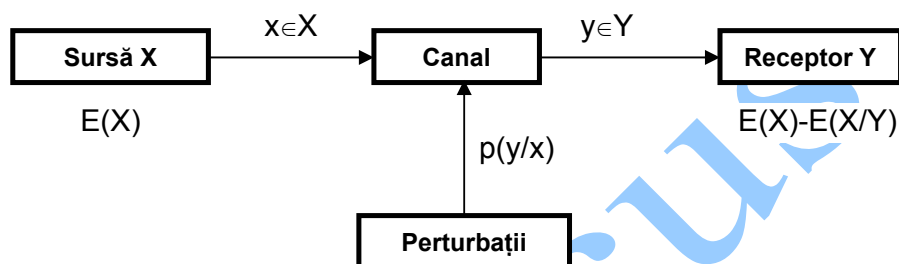 x∈X
y∈Y
Sursă X
Canal
Receptor Y
E(X)
E(X)-E(X/Y)
p(y/x)
Perturbații